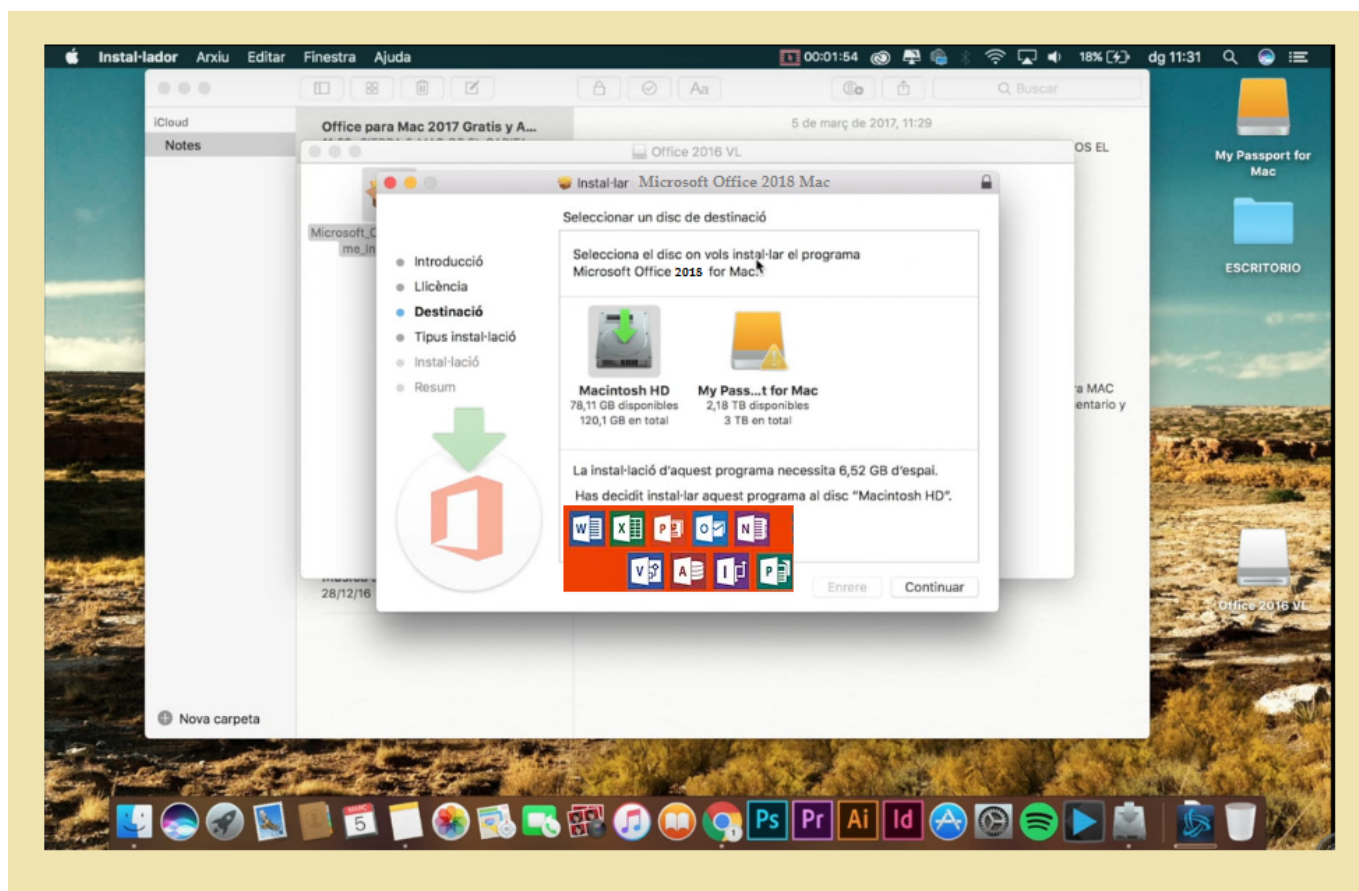 Instal·lador Arxiu Editar Finestra Ajuda 00:01:54 18% dg 11:31
Aa Buscar
iCloud
Notes
Office para Mac 2017 Gratis y A...
5 de març de 2017, 11:29
OS EL
Office 2016 VL
Microsoft_O
me_In
Instal·lar Microsoft Office 2018 Mac
Seleccionar un disc de destinació
Introducció
Llicència
Destinació
Tipus instal·lació
Instal·lació
Resum
Selecciona el disc on vols instal·lar el programa
Microsoft Office 2018 for Mac.
Macintosh HD
78,11 GB disponibles
120,1 GB en total
My Pass...t for Mac
2,18 TB disponibles
3 TB en total
La instal·lació d'aquest programa necessita 6,52 GB d'espai.
Has decidit instal·lar aquest programa al disc "Macintosh HD".
W X P O N
V A I P
Enrere Continuar
a MAC
entario y
28/12/16
Nova carpeta
My Passport for
Mac
ESCRITORIO
Office 2016 VL
MARÇ
5
1
Ps Pr Ai Id